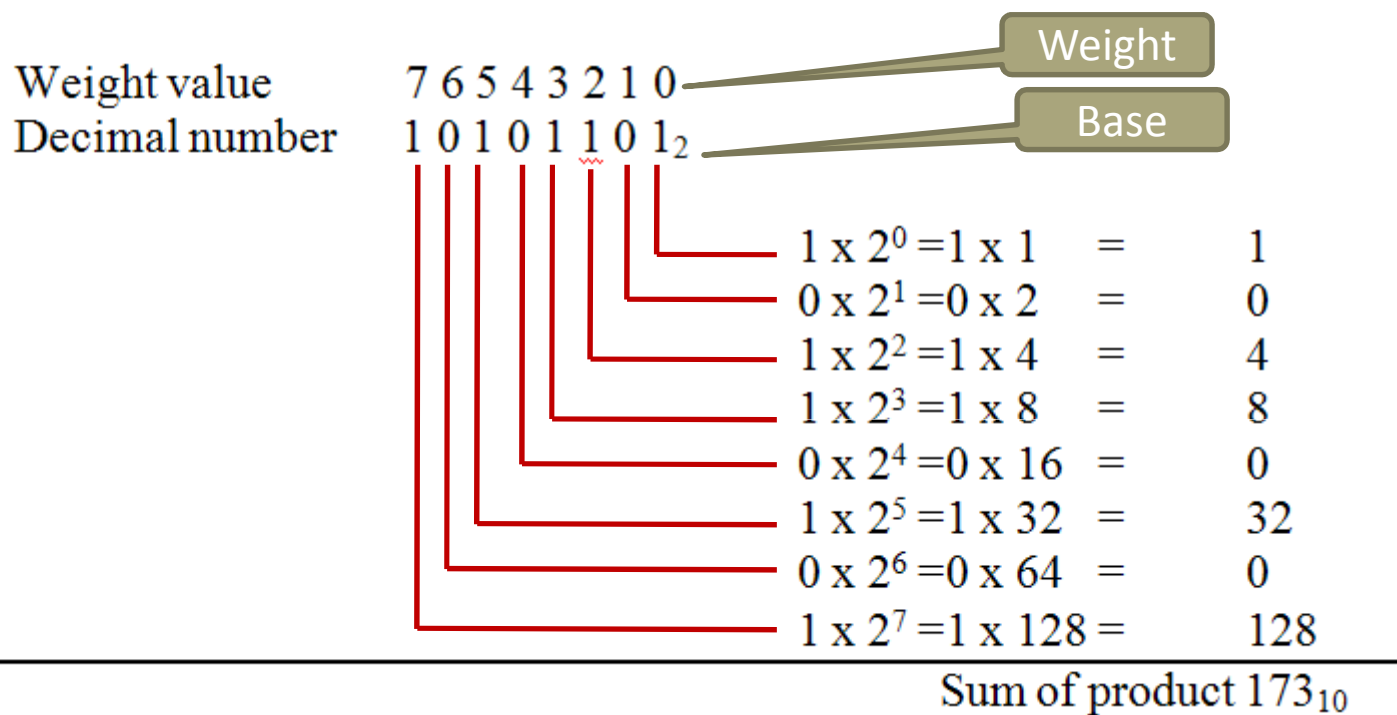 Weight
Weight value 7 6 5 4 3 2 1 0
Base
Decimal number 1 0 1 0 1 1 0 1₂
1 x 2⁰ =1 x 1 = 1
0 x 2¹ =0 x 2 = 0
1 x 2² =1 x 4 = 4
1 x 2³ =1 x 8 = 8
0 x 2⁴ =0 x 16 = 0
1 x 2⁵ =1 x 32 = 32
0 x 2⁶ =0 x 64 = 0
1 x 2⁷ =1 x 128 = 128
Sum of product 173₁₀